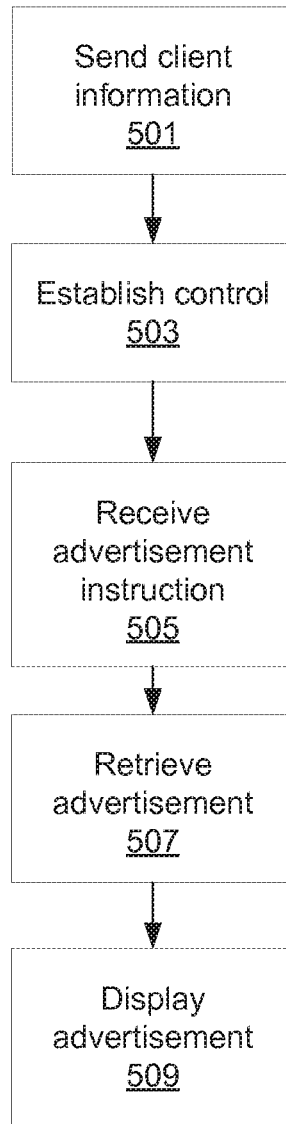 Send client
information
501
Establish control
503
Receive
advertisement
instruction
505
Retrieve
advertisement
507
Display
advertisement
509